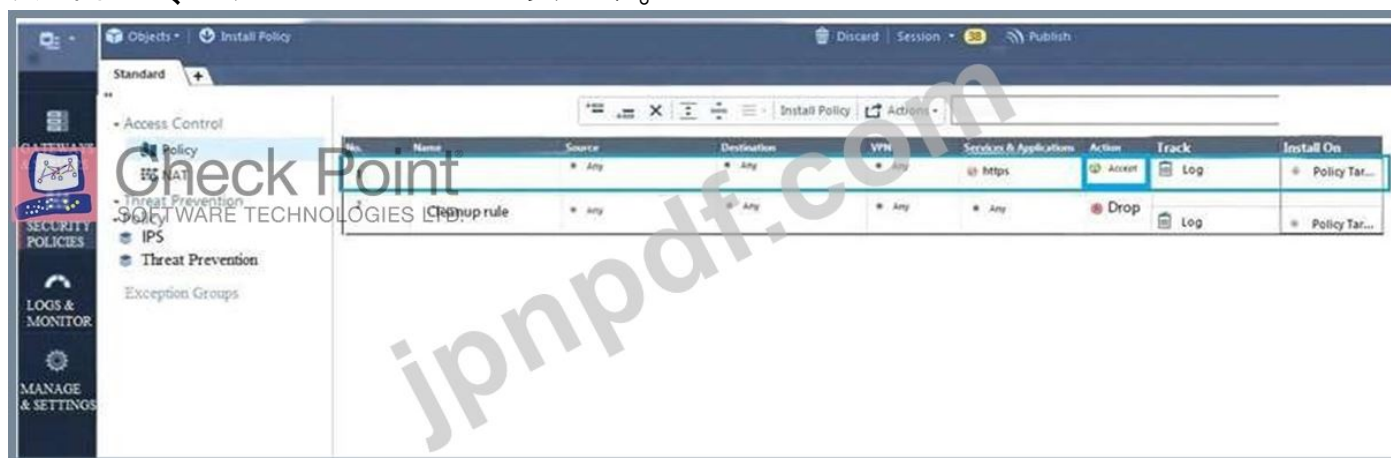 Objects Install Policy Discard Session 38 Publish
Standard +
Install Policy Actions
Access Control
Policy
NAT
Threat Prevention
Policy
IPS
Threat Prevention
Exception Groups
SECURITY
POLICIES
LOGS &
MONITOR
MANAGE
& SETTINGS
No. Name Source Destination VPN Services & Applications Action Track Install On
Any Any Any https Accept Log Policy Tar...
2 Cleanup rule Any Any Any Any Drop Log Policy Tar...
Check Point
SOFTWARE TECHNOLOGIES LTD.
jpnpdf.com